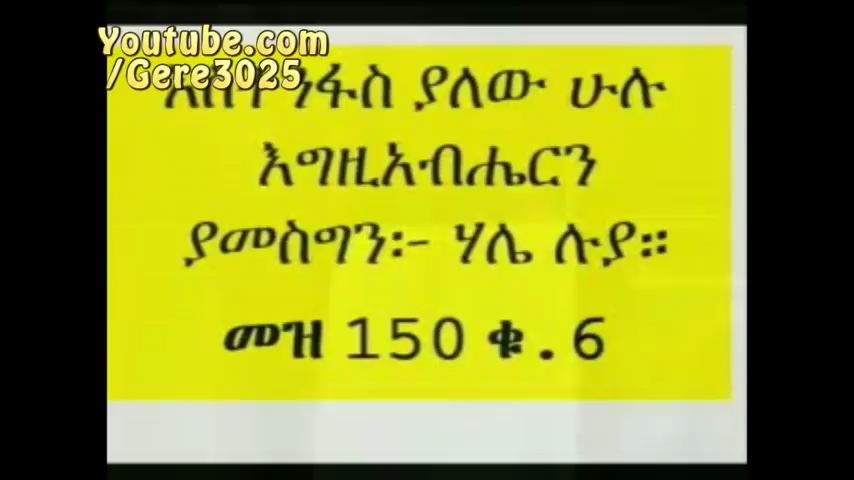 Youtube.com
/Gere3025
ያለው ሁሉ
እግዚአብሔርን
ያመስግን፡- ሃሌ ሉያ።
መዝ 150 ቁ.6